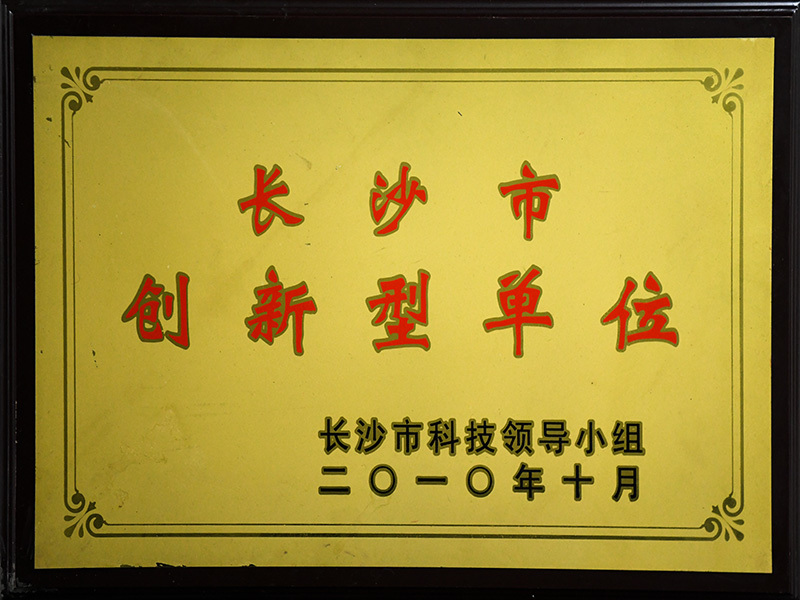 长沙市
创新型单位
长沙市科技领导小组
二〇一〇年十月